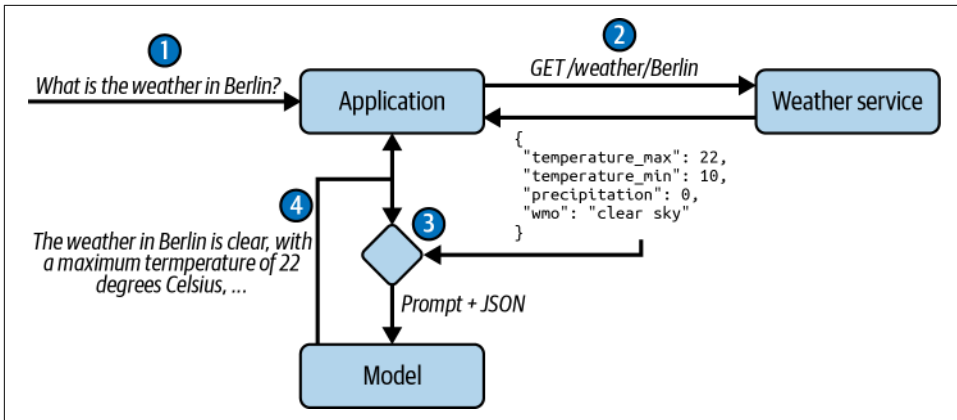 1
What is the weather in Berlin?
Application
2
GET /weather/Berlin
Weather service
{
"temperature_max": 22,
"temperature_min": 10,
"precipitation": 0,
"wmo": "clear sky"
}
3
Prompt + JSON
Model
4
The weather in Berlin is clear, with
a maximum termperature of 22
degrees Celsius, ...